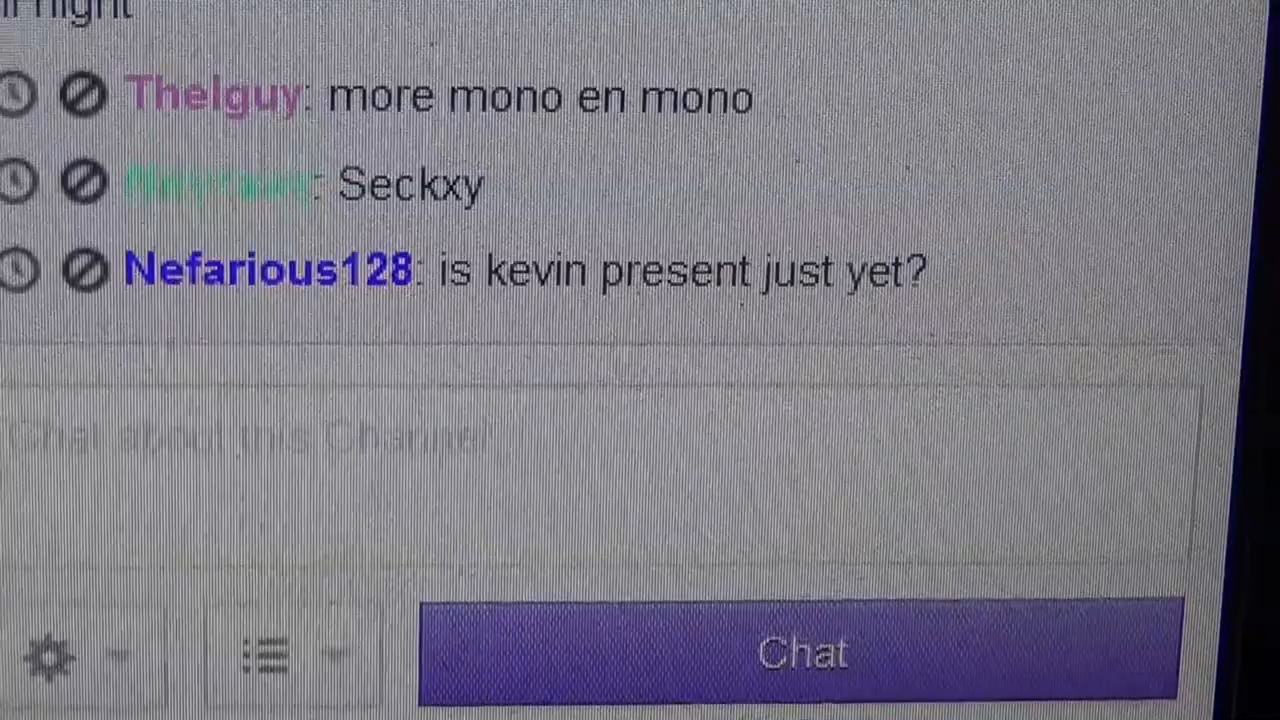 Thelguy: more mono en mono
: Seckxy
Nefarious128: is kevin present just yet?
Chat about this Channel
Chat